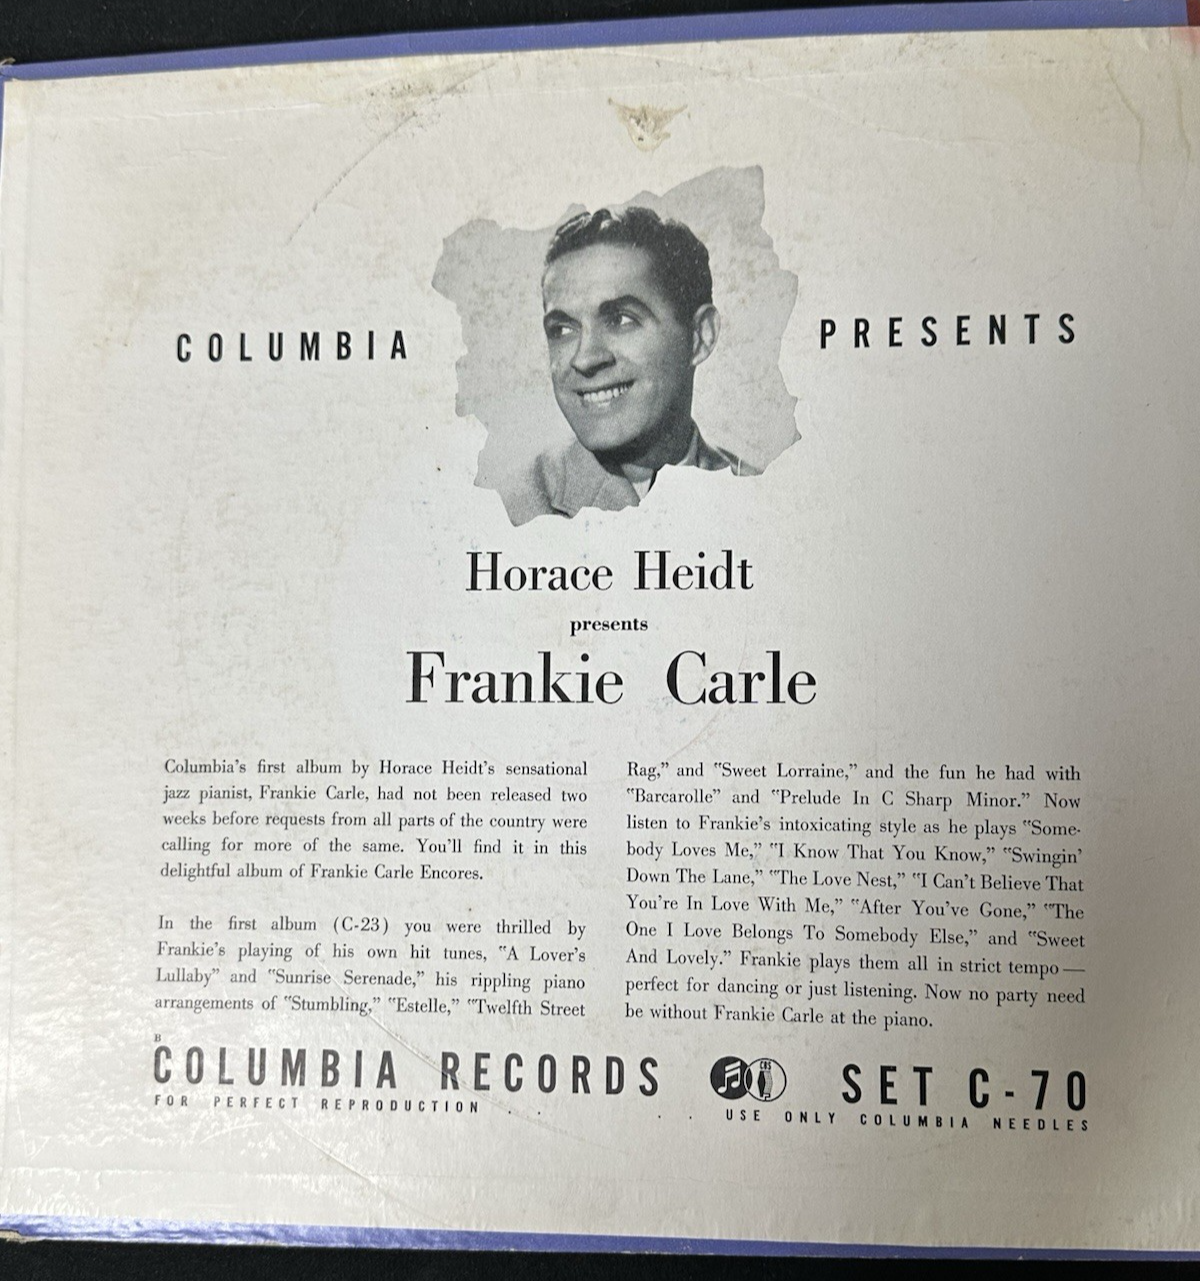 COLUMBIA PRESENTS
Horace Heidt
presents
Frankie Carle
Columbia's first album by Horace Heidt's sensational
jazz pianist, Frankie Carle, had not been released two
weeks before requests from all parts of the country were
calling for more of the same. You'll find it in this
delightful album of Frankie Carle Encores.
In the first album (C-23) you were thrilled by
Frankie's playing of his own hit tunes, "A Lover's
Lullaby" and "Sunrise Serenade," his rippling piano
arrangements of "Stumbling," "Estelle," "Twelfth Street
Rag," and "Sweet Lorraine," and the fun he had with
"Barcarolle" and "Prelude In C Sharp Minor." Now
listen to Frankie's intoxicating style as he plays "Some-
body Loves Me," "I Know That You Know," "Swingin'
Down The Lane," "The Love Nest," "I Can't Believe That
You're In Love With Me," "After You've Gone," "The
One I Love Belongs To Somebody Else," and "Sweet
And Lovely." Frankie plays them all in strict tempo—
perfect for dancing or just listening. Now no party need
be without Frankie Carle at the piano.
B
COLUMBIA RECORDS CBS SET C-70
FOR PERFECT REPRODUCTION . . . . USE ONLY COLUMBIA NEEDLES